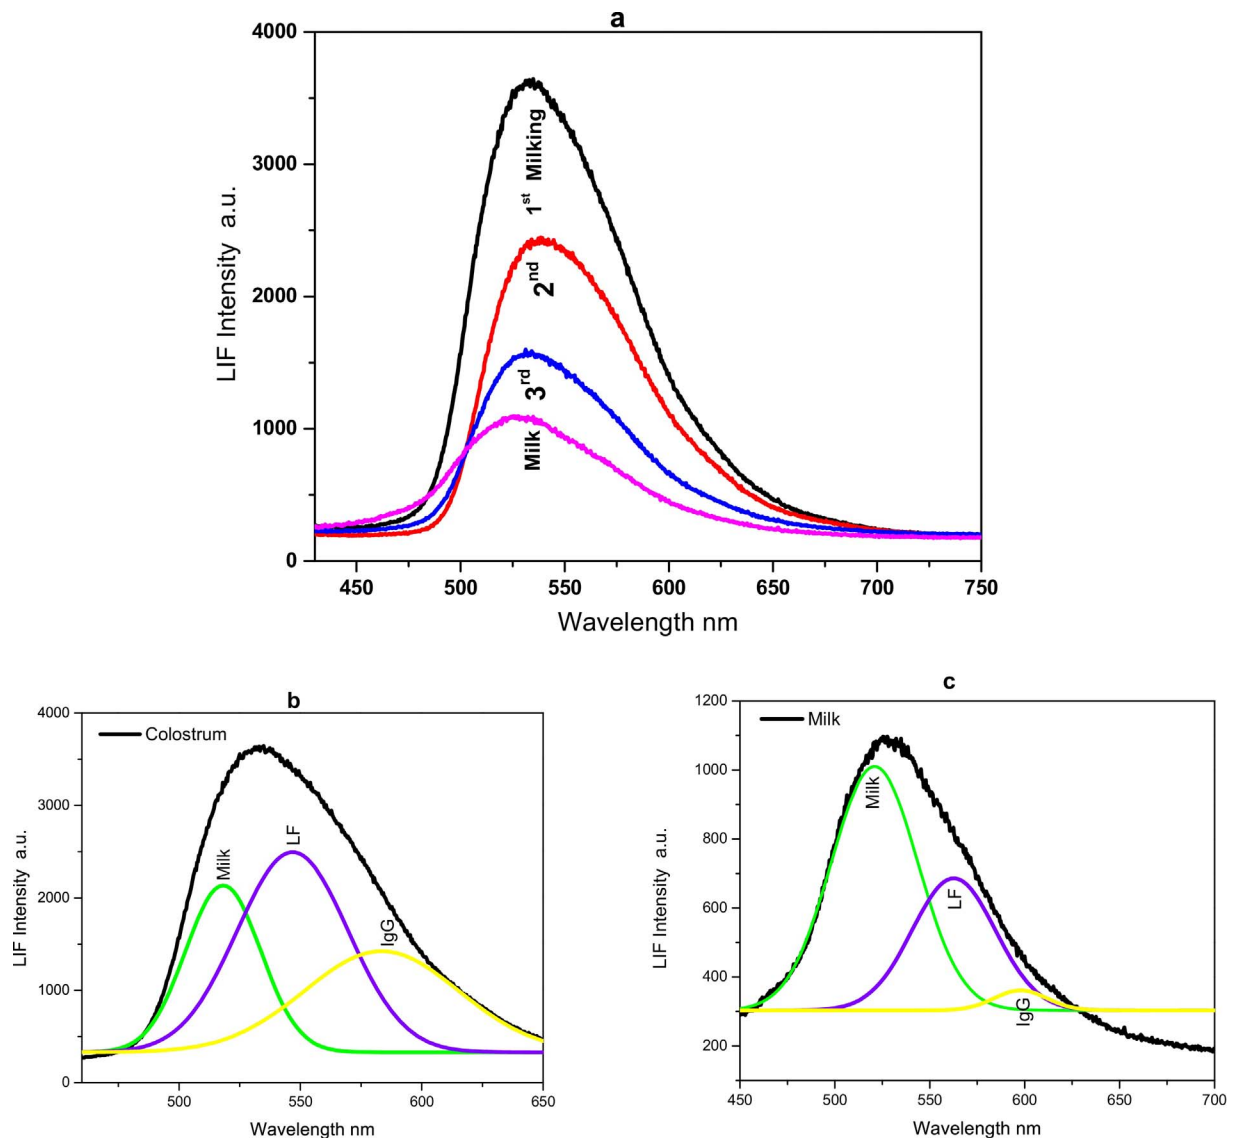 a
4000
3000
2000
1000
0
LIF Intensity a.u.
1st Milking
2nd
3rd
Milk
450 500 550 600 650 700 750
Wavelength nm
b
4000
3000
2000
1000
0
LIF Intensity a.u.
Colostrum
Milk
LF
IgG
500 550 600 650
Wavelength nm
c
1200
1000
800
600
400
200
LIF Intensity a.u.
Milk
Milk
LF
IgG
450 500 550 600 650 700
Wavelength nm